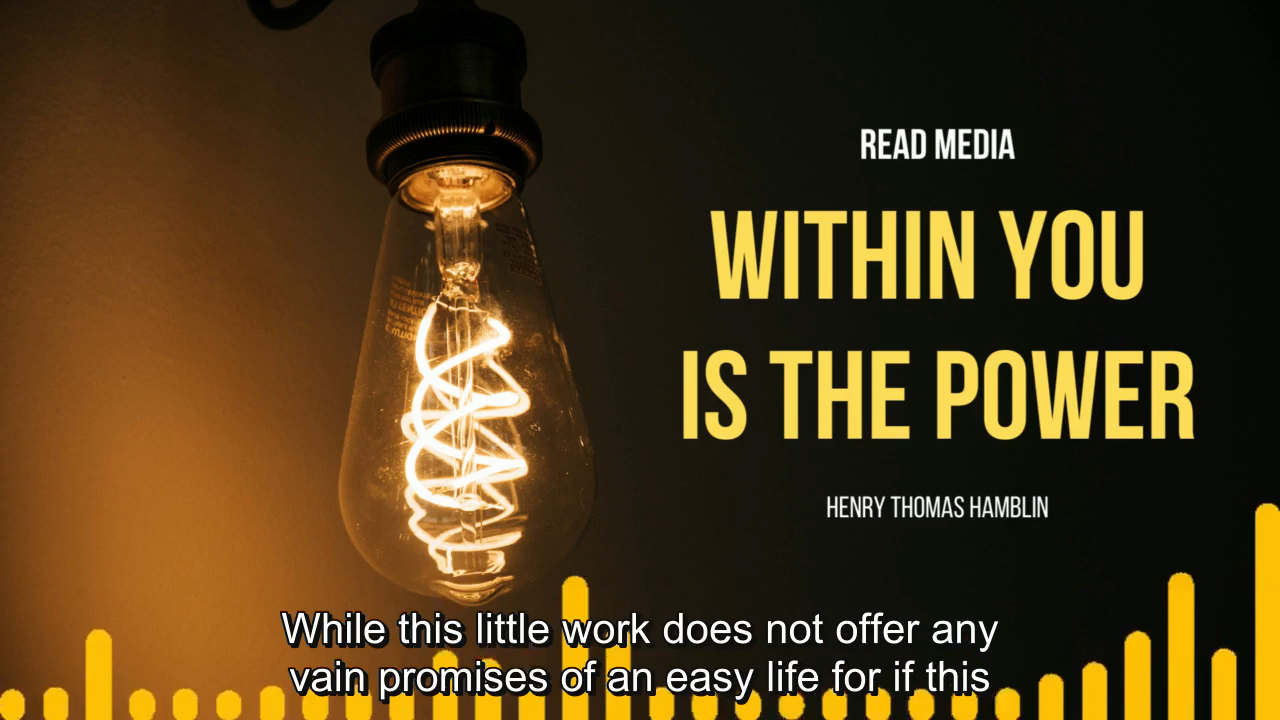 READ MEDIA
WITHIN YOU
IS THE POWER
HENRY THOMAS HAMBLIN
While this little work does not offer any
vain promises of an easy life for if this